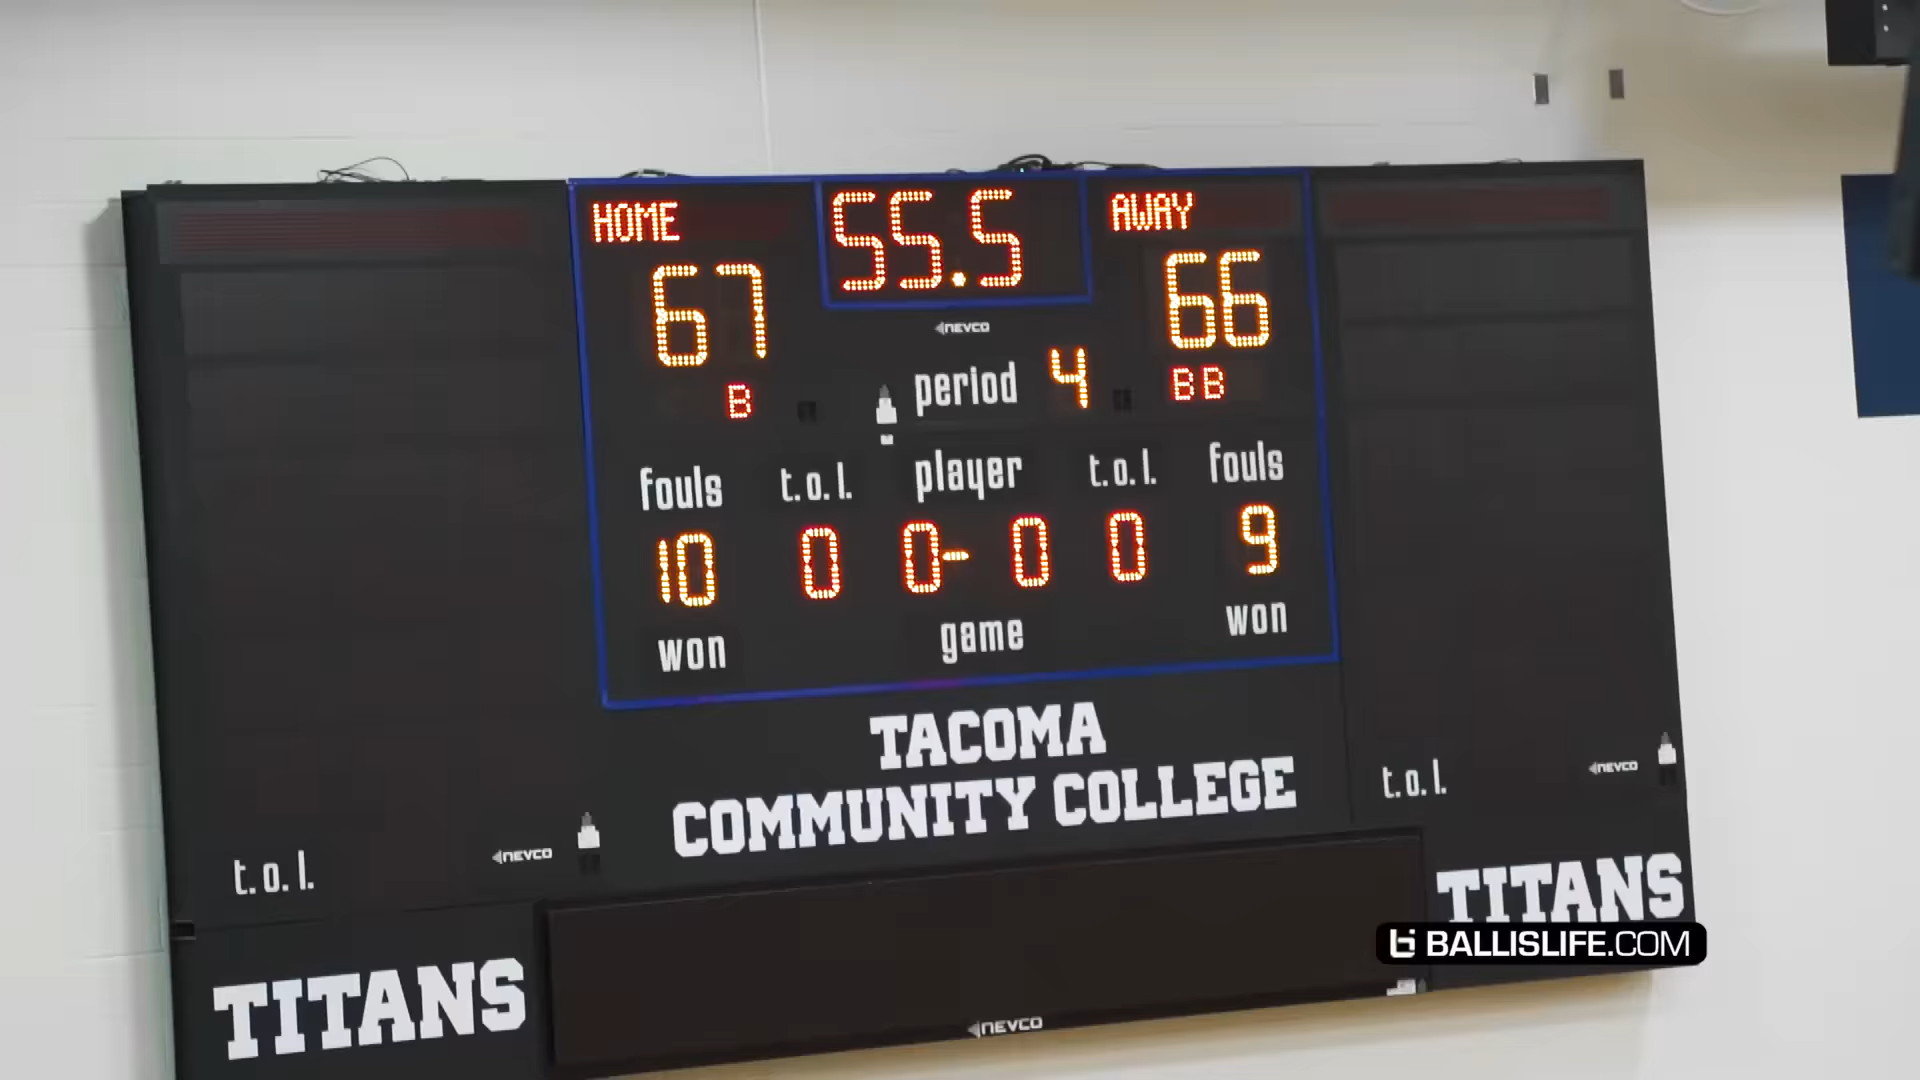 HOME 55.5 AWAY
67 66
NEVCO
B period 4 BB
fouls t.o.l. player t.o.l. fouls
10 0 0- 0 0 9
won game won
TACOMA
COMMUNITY COLLEGE
t.o.l. NEVCO
t.o.l. NEVCO
TITANS
BALLISLIFE.COM
TITANS
NEVCO